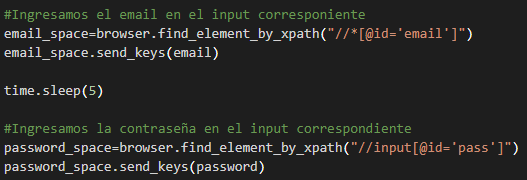 #Ingresamos el email en el input corresponiente
email_space=browser.find_element_by_xpath("//*[@id='email']")
email_space.send_keys(email)
time.sleep(5)
#Ingresamos la contraseña en el input correspondiente
password_space=browser.find_element_by_xpath("//input[@id='pass']")
password_space.send_keys(password)